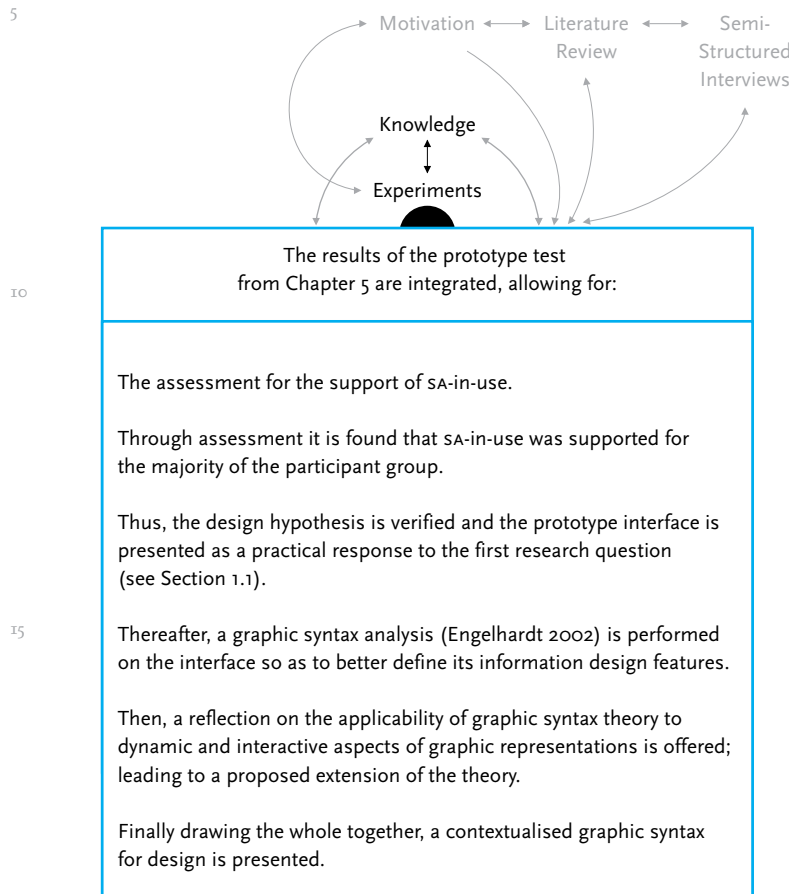 5
Motivation
Literature
Review
Semi-
Structured
Interviews
Knowledge
Experiments
The results of the prototype test
from Chapter 5 are integrated, allowing for:
10
The assessment for the support of SA-in-use.
Through assessment it is found that SA-in-use was supported for
the majority of the participant group.
Thus, the design hypothesis is verified and the prototype interface is
presented as a practical response to the first research question
(see Section 1.1).
15
Thereafter, a graphic syntax analysis (Engelhardt 2002) is performed
on the interface so as to better define its information design features.
Then, a reflection on the applicability of graphic syntax theory to
dynamic and interactive aspects of graphic representations is offered;
leading to a proposed extension of the theory.
Finally drawing the whole together, a contextualised graphic syntax
for design is presented.